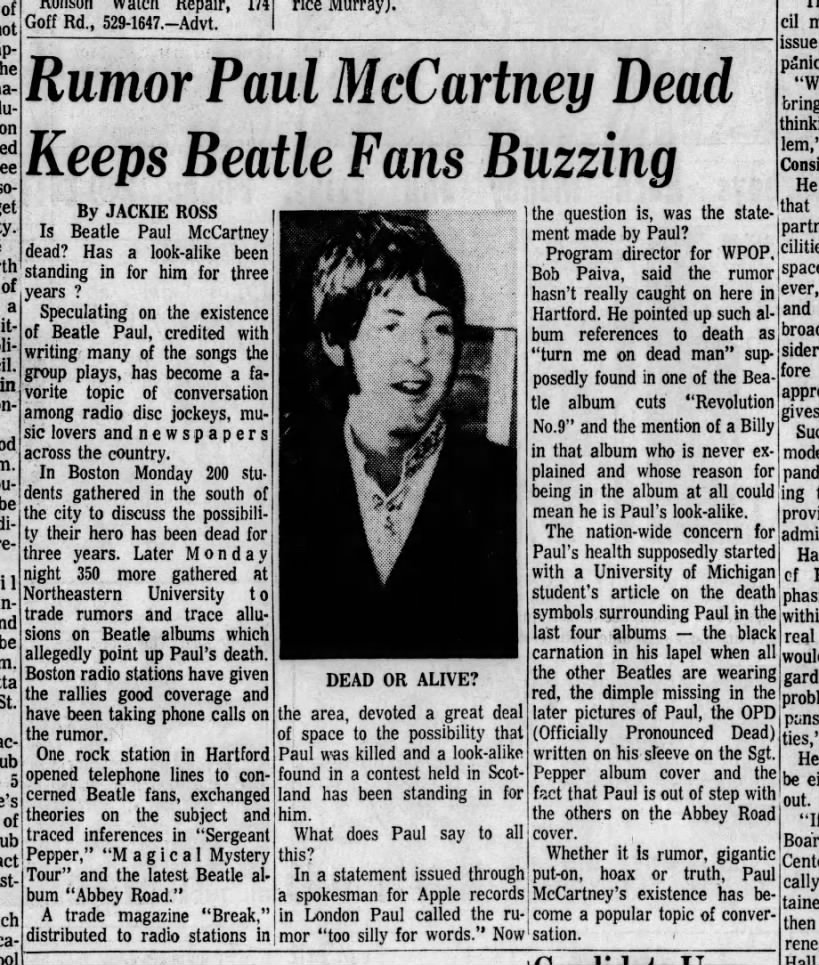 Ronson Watch Repair, 174
Goff Rd., 529-1647.—Advt.
rice Murray).
Rumor Paul McCartney Dead
Keeps Beatle Fans Buzzing
By JACKIE ROSS
Is Beatle Paul McCartney
dead? Has a look-alike been
standing in for him for three
years ?
Speculating on the existence
of Beatle Paul, credited with
writing many of the songs the
group plays, has become a fa-
vorite topic of conversation
among radio disc jockeys, mu-
sic lovers and newspapers
across the country.
In Boston Monday 200 stu-
dents gathered in the south of
the city to discuss the possibili-
ty their hero has been dead for
three years. Later Monday
night 350 more gathered at
Northeastern University to
trade rumors and trace allu-
sions on Beatle albums which
allegedly point up Paul's death.
Boston radio stations have given
the rallies good coverage and
have been taking phone calls on
the rumor.
One rock station in Hartford
opened telephone lines to con-
cerned Beatle fans, exchanged
theories on the subject and
traced inferences in "Sergeant
Pepper," "Magical Mystery
Tour" and the latest Beatle al-
bum "Abbey Road."
A trade magazine "Break,"
distributed to radio stations in
DEAD OR ALIVE?
the area, devoted a great deal
of space to the possibility that
Paul was killed and a look-alike
found in a contest held in Scot-
land has been standing in for
him.
What does Paul say to all
this?
In a statement issued through
a spokesman for Apple records
in London Paul called the ru-
mor "too silly for words." Now
the question is, was the state-
ment made by Paul?
Program director for WPOP,
Bob Paiva, said the rumor
hasn't really caught on here in
Hartford. He pointed up such al-
bum references to death as
"turn me on dead man" sup-
posedly found in one of the Bea-
tle album cuts "Revolution
No.9" and the mention of a Billy
in that album who is never ex-
plained and whose reason for
being in the album at all could
mean he is Paul's look-alike.
The nation-wide concern for
Paul's health supposedly started
with a University of Michigan
student's article on the death
symbols surrounding Paul in the
last four albums — the black
carnation in his lapel when all
the other Beatles are wearing
red, the dimple missing in the
later pictures of Paul, the OPD
(Officially Pronounced Dead)
written on his sleeve on the Sgt.
Pepper album cover and the
fact that Paul is out of step with
the others on the Abbey Road
cover.
Whether it is rumor, gigantic
put-on, hoax or truth, Paul
McCartney's existence has be-
come a popular topic of conver-
sation.